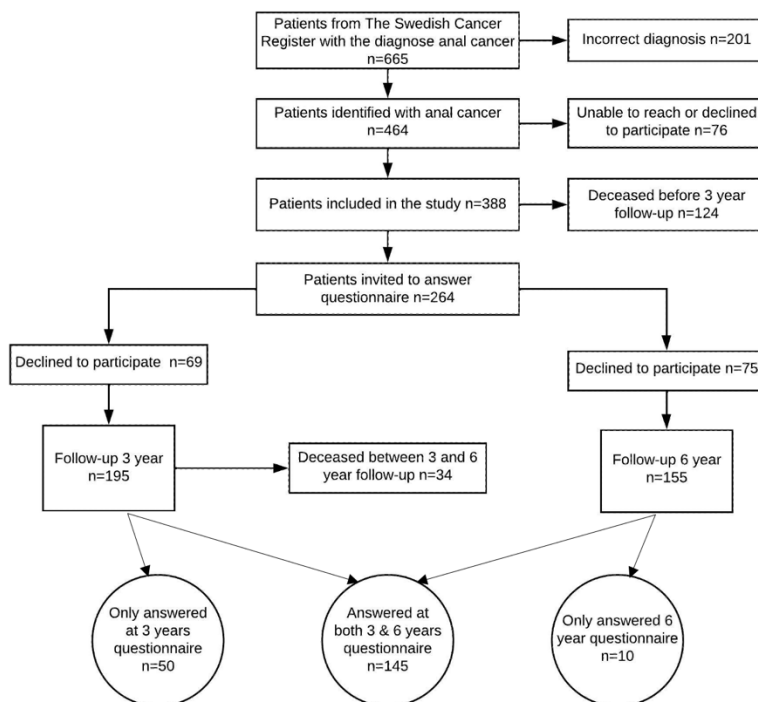 Patients from The Swedish Cancer
Register with the diagnose anal cancer
n=665
Incorrect diagnosis n=201
Patients identified with anal cancer
n=464
Unable to reach or declined
to participate n=76
Patients included in the study n=388
Deceased before 3 year
follow-up n=124
Patients invited to answer
questionnaire n=264
Declined to participate n=69
Declined to participate n=75
Follow-up 3 year
n=195
Deceased between 3 and 6
year follow-up n=34
Follow-up 6 year
n=155
Only answered
at 3 years
questionnaire
n=50
Answered at
both 3 & 6 years
questionnaire
n=145
Only answered 6
year questionnaire
n=10